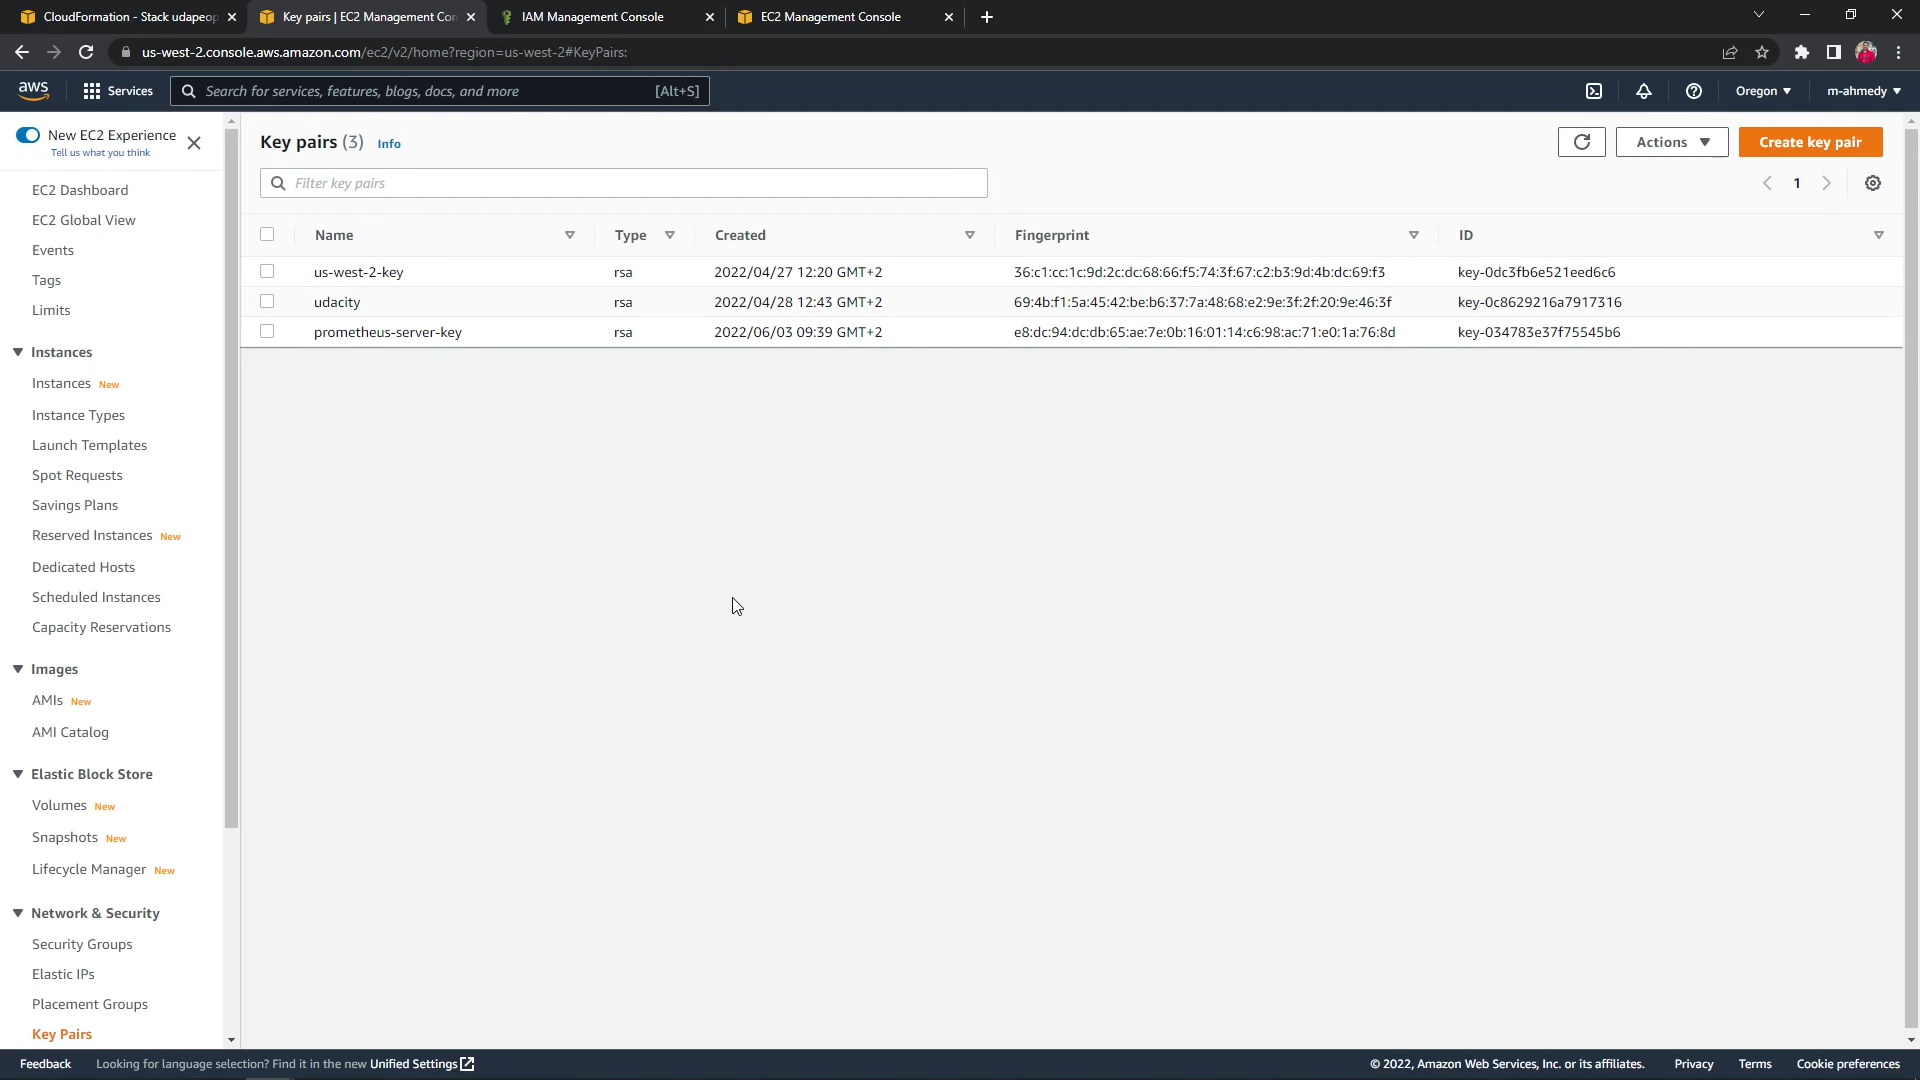 CloudFormation - Stack udapeop
Key pairs | EC2 Management Con
IAM Management Console
EC2 Management Console
us-west-2.console.aws.amazon.com/ec2/v2/home?region=us-west-2#KeyPairs:
aws
Services
Search for services, features, blogs, docs, and more
[Alt+S]
Oregon
m-ahmedy
New EC2 Experience
Tell us what you think
EC2 Dashboard
EC2 Global View
Events
Tags
Limits
Instances
Instances New
Instance Types
Launch Templates
Spot Requests
Savings Plans
Reserved Instances New
Dedicated Hosts
Scheduled Instances
Capacity Reservations
Images
AMIs New
AMI Catalog
Elastic Block Store
Volumes New
Snapshots New
Lifecycle Manager New
Network & Security
Security Groups
Elastic IPs
Placement Groups
Key Pairs
Key pairs (3) Info
Actions
Create key pair
Filter key pairs
1
Name Type Created Fingerprint ID
us-west-2-key rsa 2022/04/27 12:20 GMT+2 36:c1:cc:1c:9d:2c:dc:68:66:f5:74:3f:67:c2:b3:9d:4b:dc:69:f3 key-0dc3fb6e521eed6c6
udacity rsa 2022/04/28 12:43 GMT+2 69:4b:f1:5a:45:42:be:b6:37:7a:48:68:e2:9e:3f:2f:20:9e:46:3f key-0c8629216a7917316
prometheus-server-key rsa 2022/06/03 09:39 GMT+2 e8:dc:94:dc:db:65:ae:7e:0b:16:01:14:c6:98:ac:71:e0:1a:76:8d key-034783e37f75545b6
Feedback
Looking for language selection? Find it in the new Unified Settings
© 2022, Amazon Web Services, Inc. or its affiliates.
Privacy
Terms
Cookie preferences